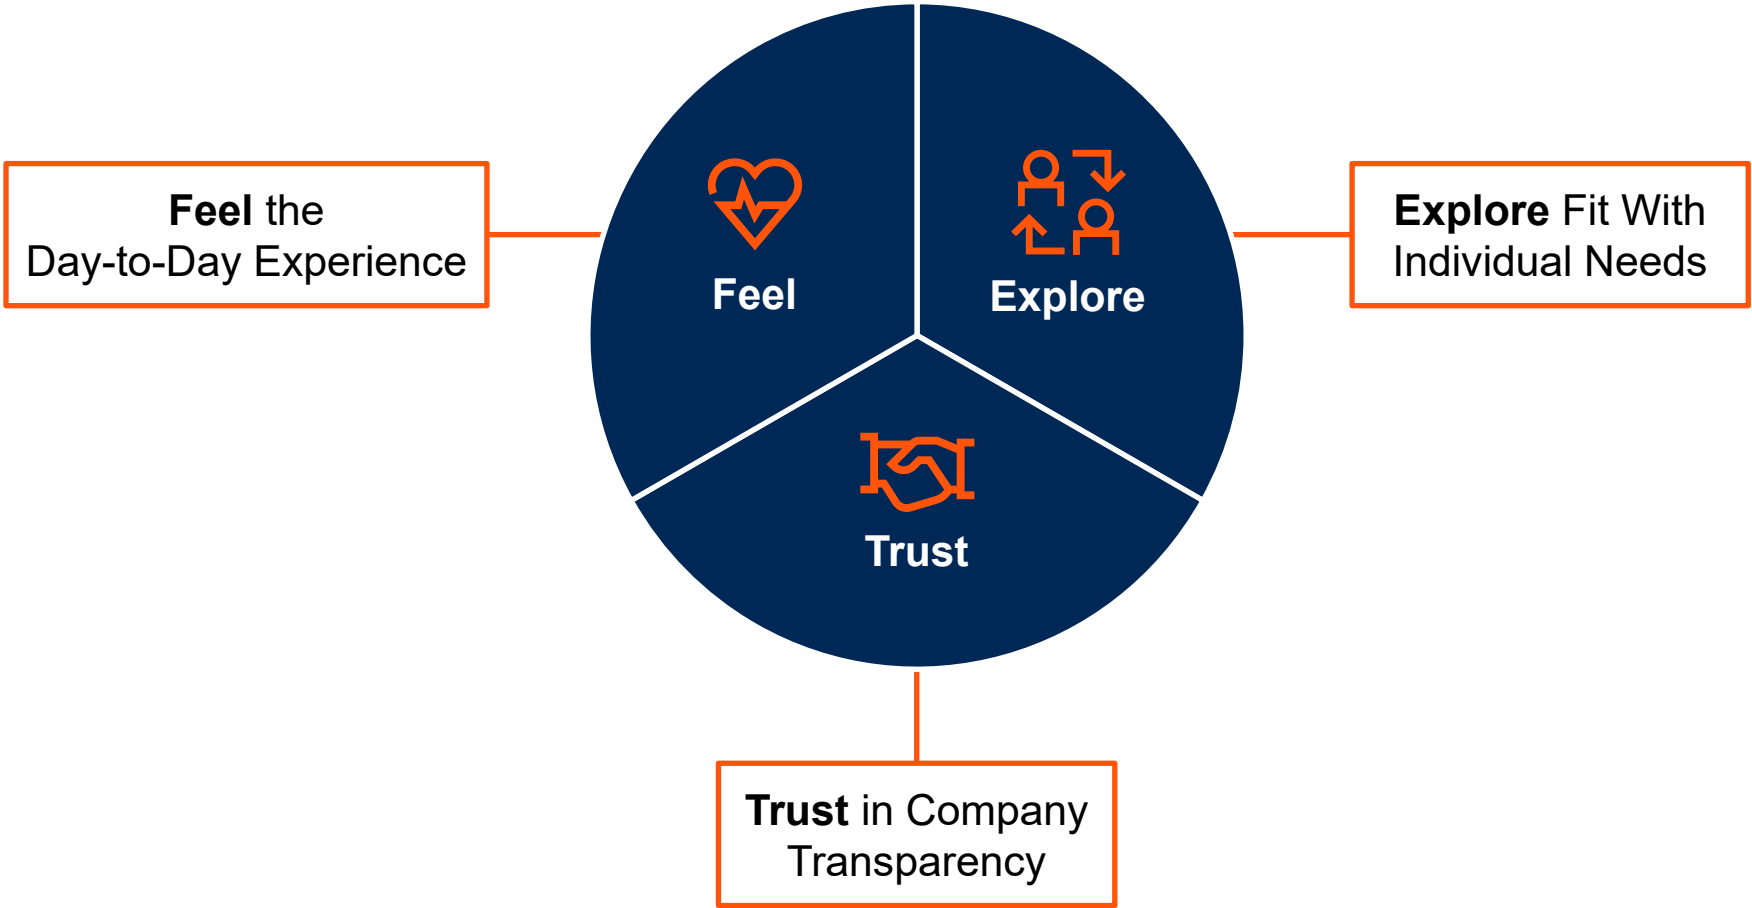 Feel the
Day-to-Day Experience
Feel
Explore
Explore Fit With
Individual Needs
Trust
Trust in Company
Transparency